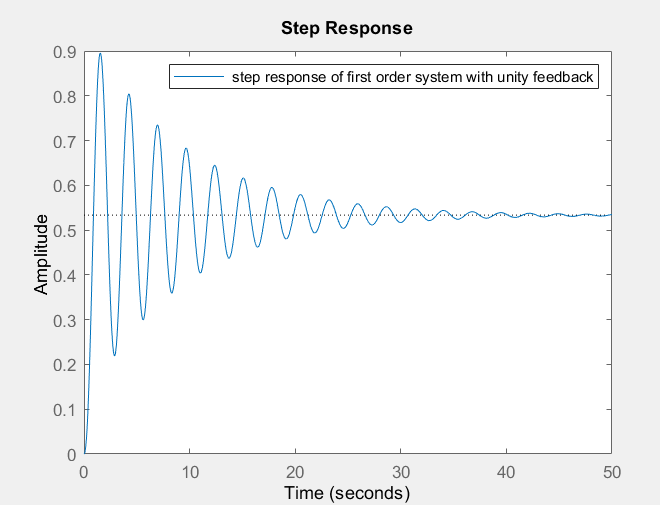 Step Response
step response of first order system with unity feedback
Amplitude
0.9
0.8
0.7
0.6
0.5
0.4
0.3
0.2
0.1
0
0 10 20 30 40 50
Time (seconds)